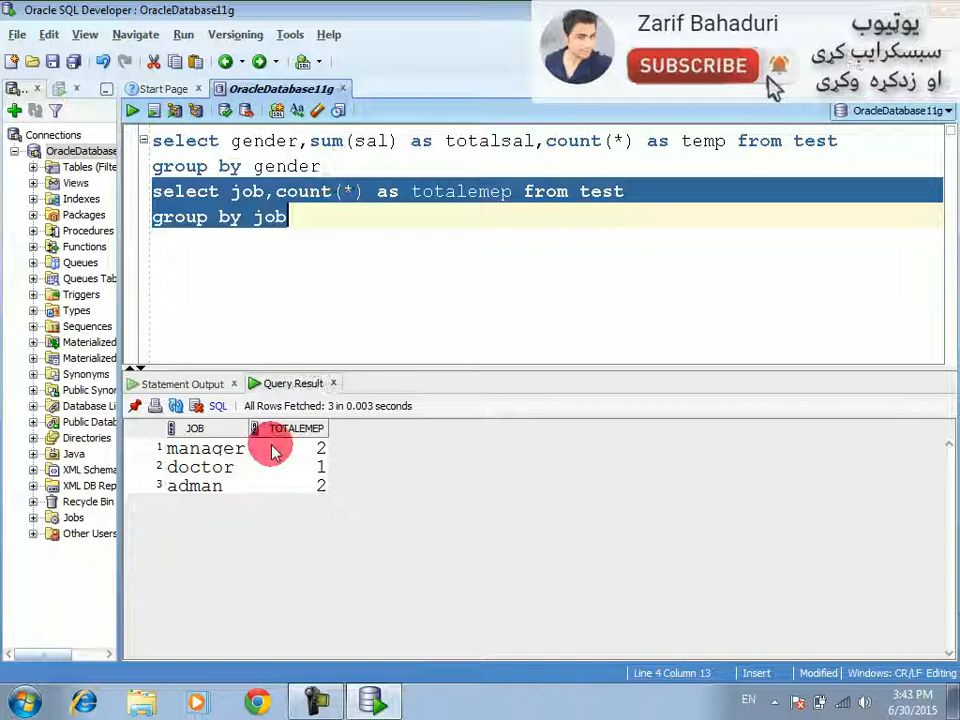 Oracle SQL Developer : OracleDatabase11g
File Edit View Navigate Run Versioning Tools Help
Zarif Bahaduri
SUBSCRIBE
یوټیوب
سبسکرایب کړی
او زدکړه وکړی
Start Page
OracleDatabase11g
OracleDatabase11g
Connections
OracleDatabase
Tables (Filte
Views
Indexes
Packages
Procedures
Functions
Queues
Queues Tab
Triggers
Types
Sequences
Materialized
Materialized
Synonyms
Public Synor
Database Li
Public Datab
Directories
Java
XML Schema
XML DB Rep
Recycle Bin
Jobs
Other Users
select gender,sum(sal) as totalsal,count(*) as temp from test
group by gender
select job,count(*) as totalemep from test
group by job
Statement Output
Query Result
SQL | All Rows Fetched: 3 in 0.003 seconds
JOB TOTALEMEP
1 manager 2
2 doctor 1
3 adman 2
Line 4 Column 13 | Insert | Modified | Windows: CR/LF Editing
EN
3:43 PM
6/30/2015